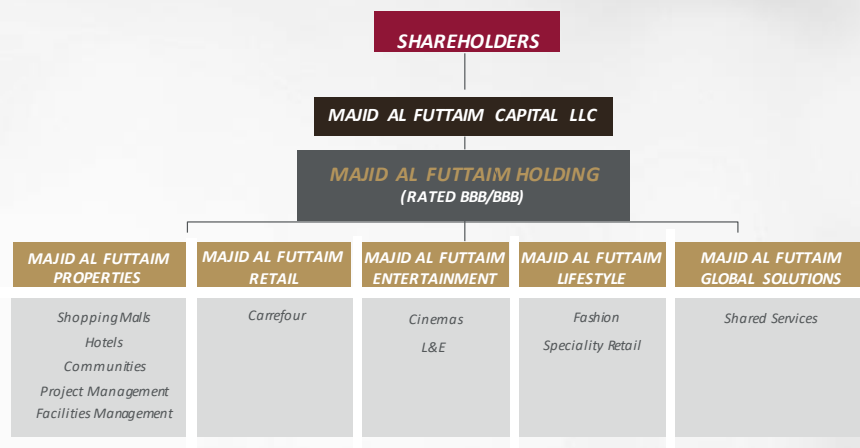 SHAREHOLDERS
MAJID AL FUTTAIM CAPITAL LLC
MAJID AL FUTTAIM HOLDING
(RATED BBB/BBB)
MAJID AL FUTTAIM
PROPERTIES
Shopping Malls
Hotels
Communities
Project Management
Facilities Management
MAJID AL FUTTAIM
RETAIL
Carrefour
MAJID AL FUTTAIM
ENTERTAINMENT
Cinemas
L&E
MAJID AL FUTTAIM
LIFESTYLE
Fashion
Speciality Retail
MAJID AL FUTTAIM
GLOBAL SOLUTIONS
Shared Services